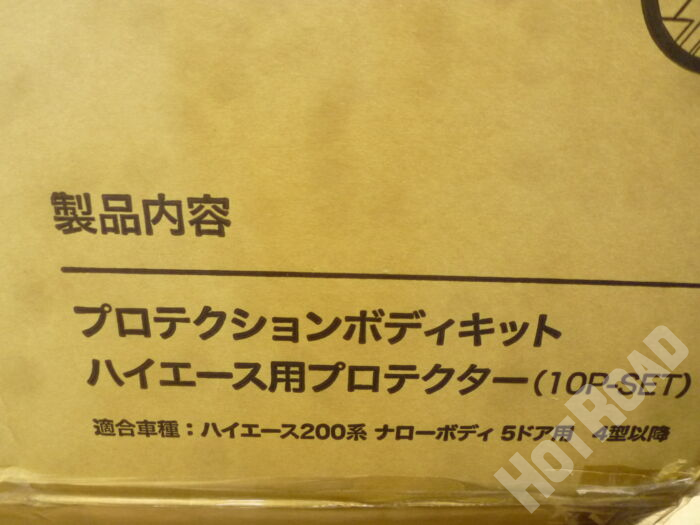 製品内容
プロテクションボディキット
ハイエース用プロテクター(10P-SET)
適合車種：ハイエース200系 ナローボディ 5ドア用　4型以降
HOT ROAD